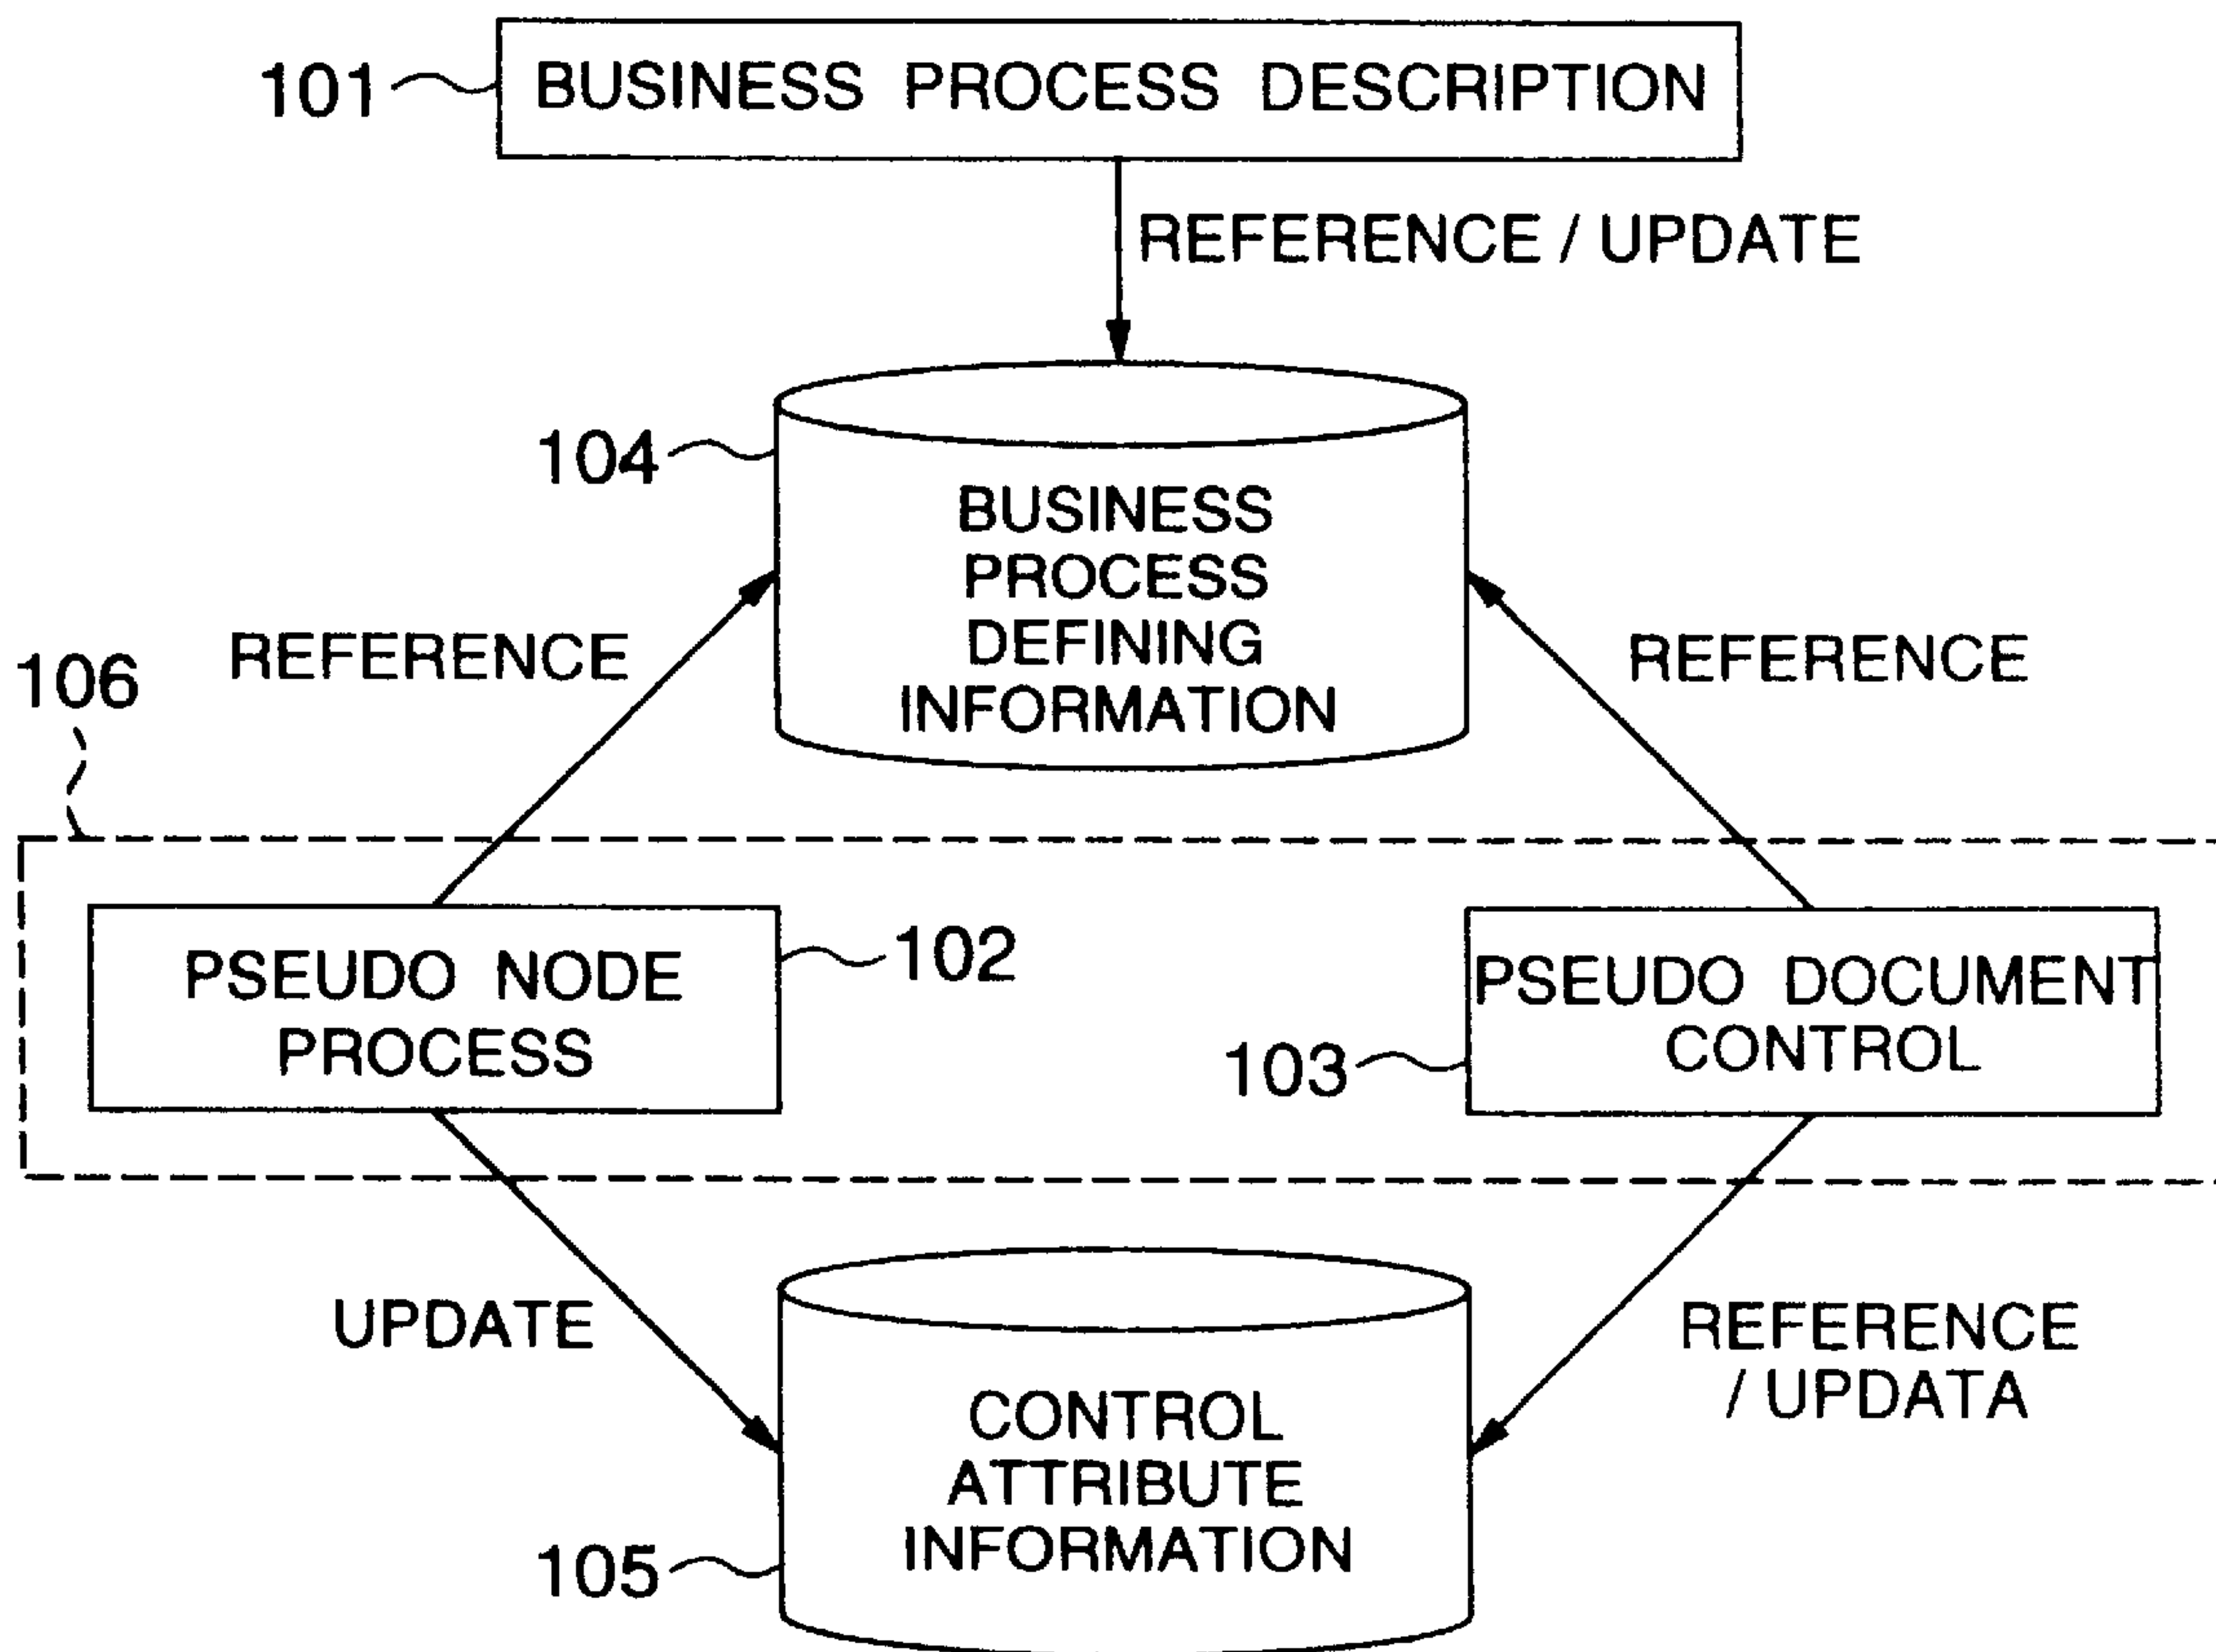 101
BUSINESS PROCESS DESCRIPTION
REFERENCE / UPDATE
104
BUSINESS
PROCESS
DEFINING
INFORMATION
REFERENCE
REFERENCE
106
PSEUDO NODE
PROCESS
102
PSEUDO DOCUMENT
CONTROL
103
UPDATE
REFERENCE
/ UPDATA
CONTROL
ATTRIBUTE
INFORMATION
105